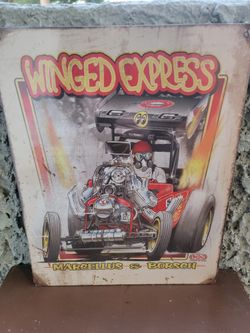 WINGED EXPRESS
MARCELLUS & BORSCH